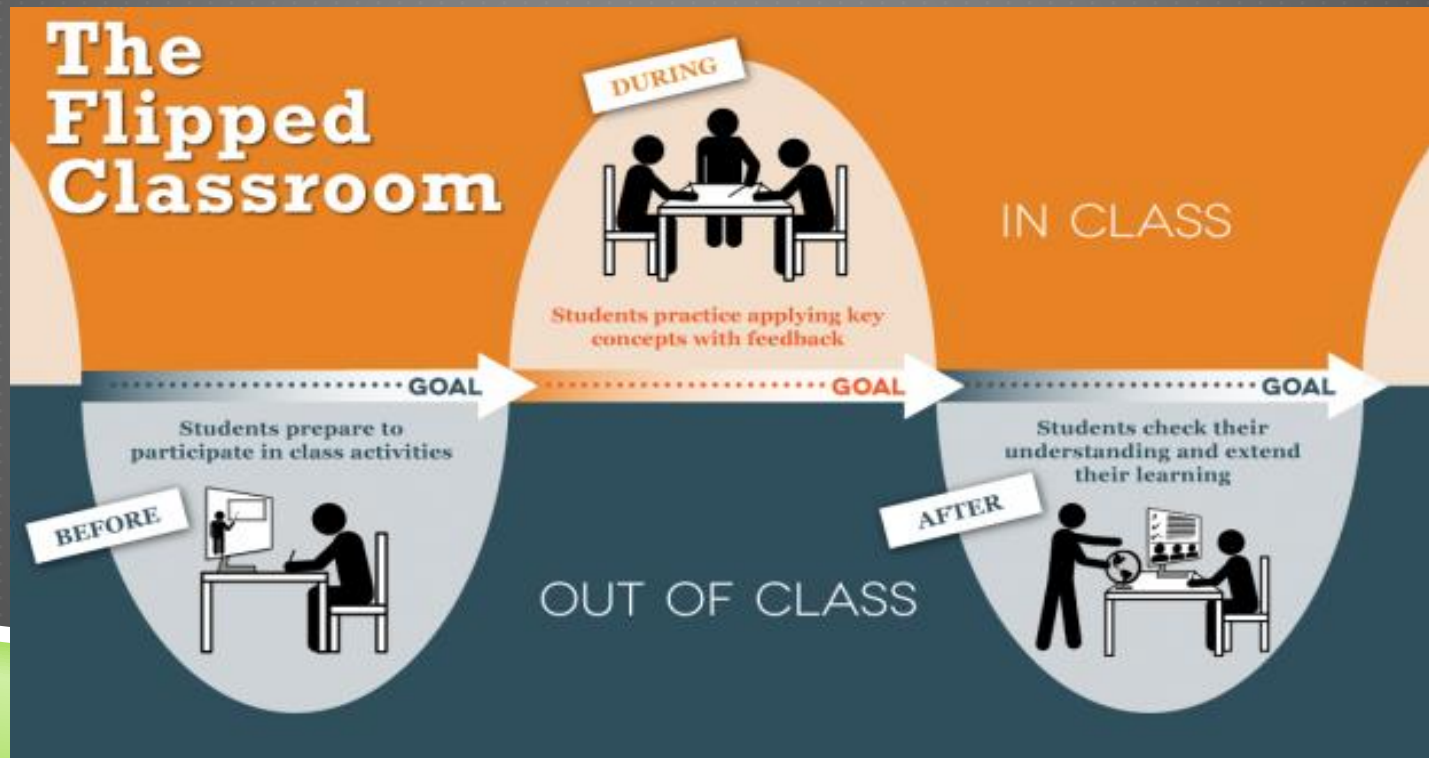 The
Flipped
Classroom
DURING
IN CLASS
Students practice applying key
concepts with feedback
GOAL
GOAL
GOAL
Students prepare to
participate in class activities
BEFORE
Students check their
understanding and extend
their learning
AFTER
OUT OF CLASS